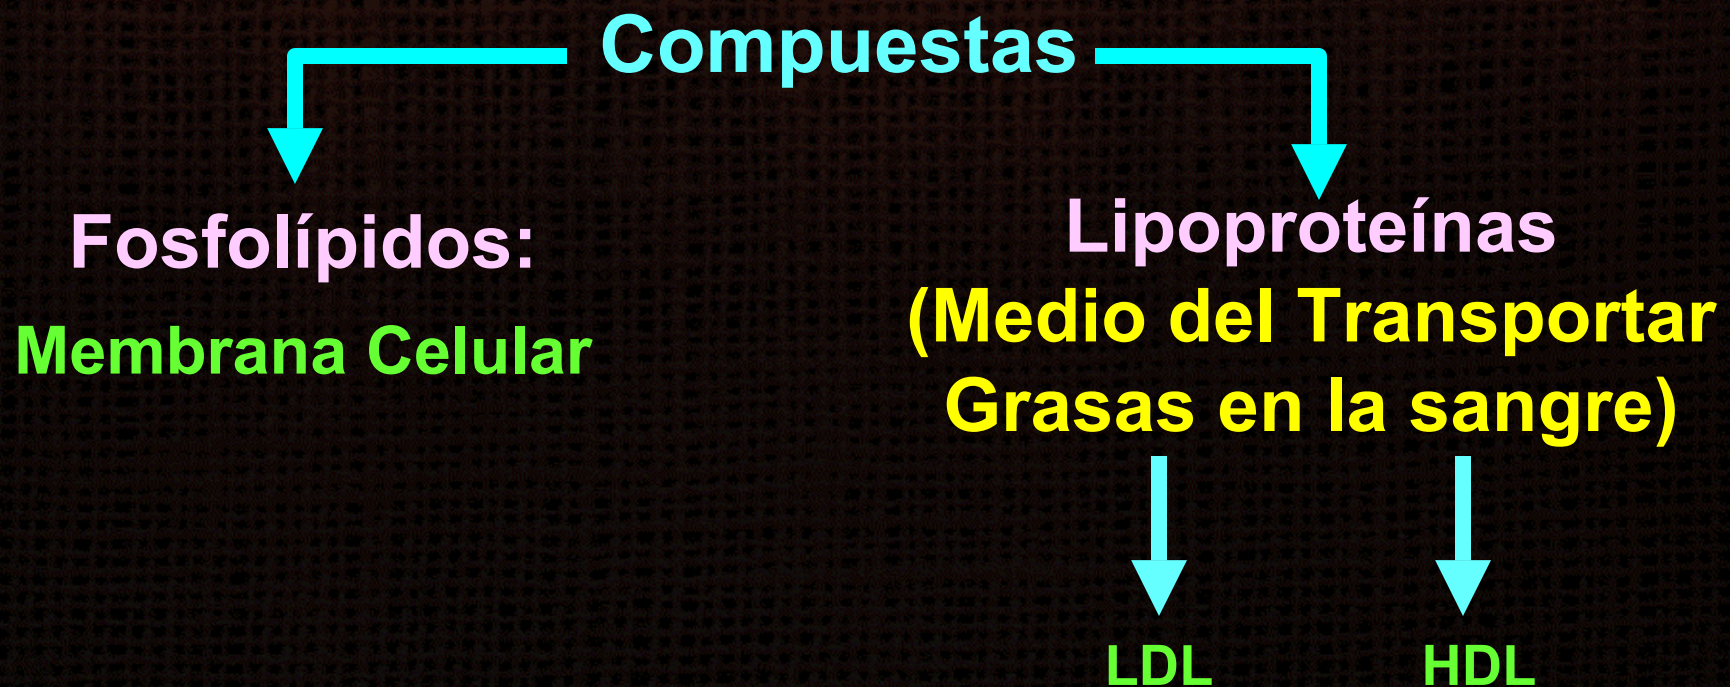 Compuestas
Fosfolípidos:
Membrana Celular
Lipoproteínas
(Medio del Transportar
Grasas en la sangre)
LDL
HDL